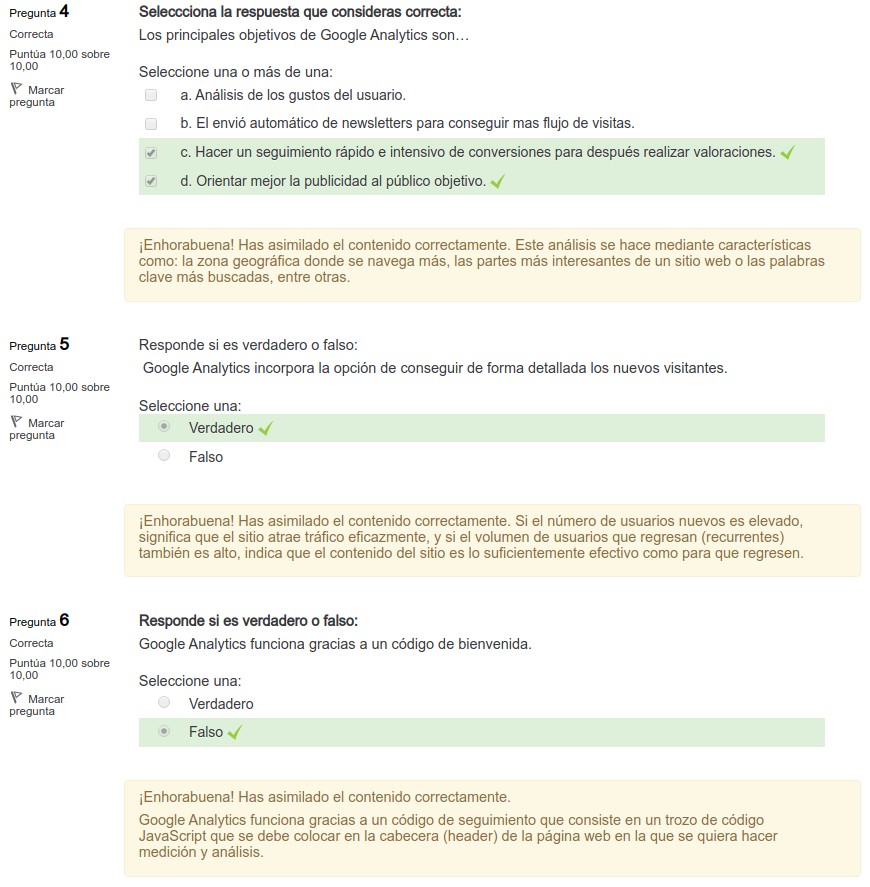 Pregunta 4
Correcta
Puntúa 10,00 sobre
10,00
Marcar
pregunta
Seleccciona la respuesta que consideras correcta:
Los principales objetivos de Google Analytics son…
Seleccione una o más de una:
a. Análisis de los gustos del usuario.
b. El envió automático de newsletters para conseguir mas flujo de visitas.
c. Hacer un seguimiento rápido e intensivo de conversiones para después realizar valoraciones.
d. Orientar mejor la publicidad al público objetivo.
¡Enhorabuena! Has asimilado el contenido correctamente. Este análisis se hace mediante características
como: la zona geográfica donde se navega más, las partes más interesantes de un sitio web o las palabras
clave más buscadas, entre otras.
Pregunta 5
Correcta
Puntúa 10,00 sobre
10,00
Marcar
pregunta
Responde si es verdadero o falso:
Google Analytics incorpora la opción de conseguir de forma detallada los nuevos visitantes.
Seleccione una:
Verdadero
Falso
¡Enhorabuena! Has asimilado el contenido correctamente. Si el número de usuarios nuevos es elevado,
significa que el sitio atrae tráfico eficazmente, y si el volumen de usuarios que regresan (recurrentes)
también es alto, indica que el contenido del sitio es lo suficientemente efectivo como para que regresen.
Pregunta 6
Correcta
Puntúa 10,00 sobre
10,00
Marcar
pregunta
Responde si es verdadero o falso:
Google Analytics funciona gracias a un código de bienvenida.
Seleccione una:
Verdadero
Falso
¡Enhorabuena! Has asimilado el contenido correctamente.
Google Analytics funciona gracias a un código de seguimiento que consiste en un trozo de código
JavaScript que se debe colocar en la cabecera (header) de la página web en la que se quiera hacer
medición y análisis.